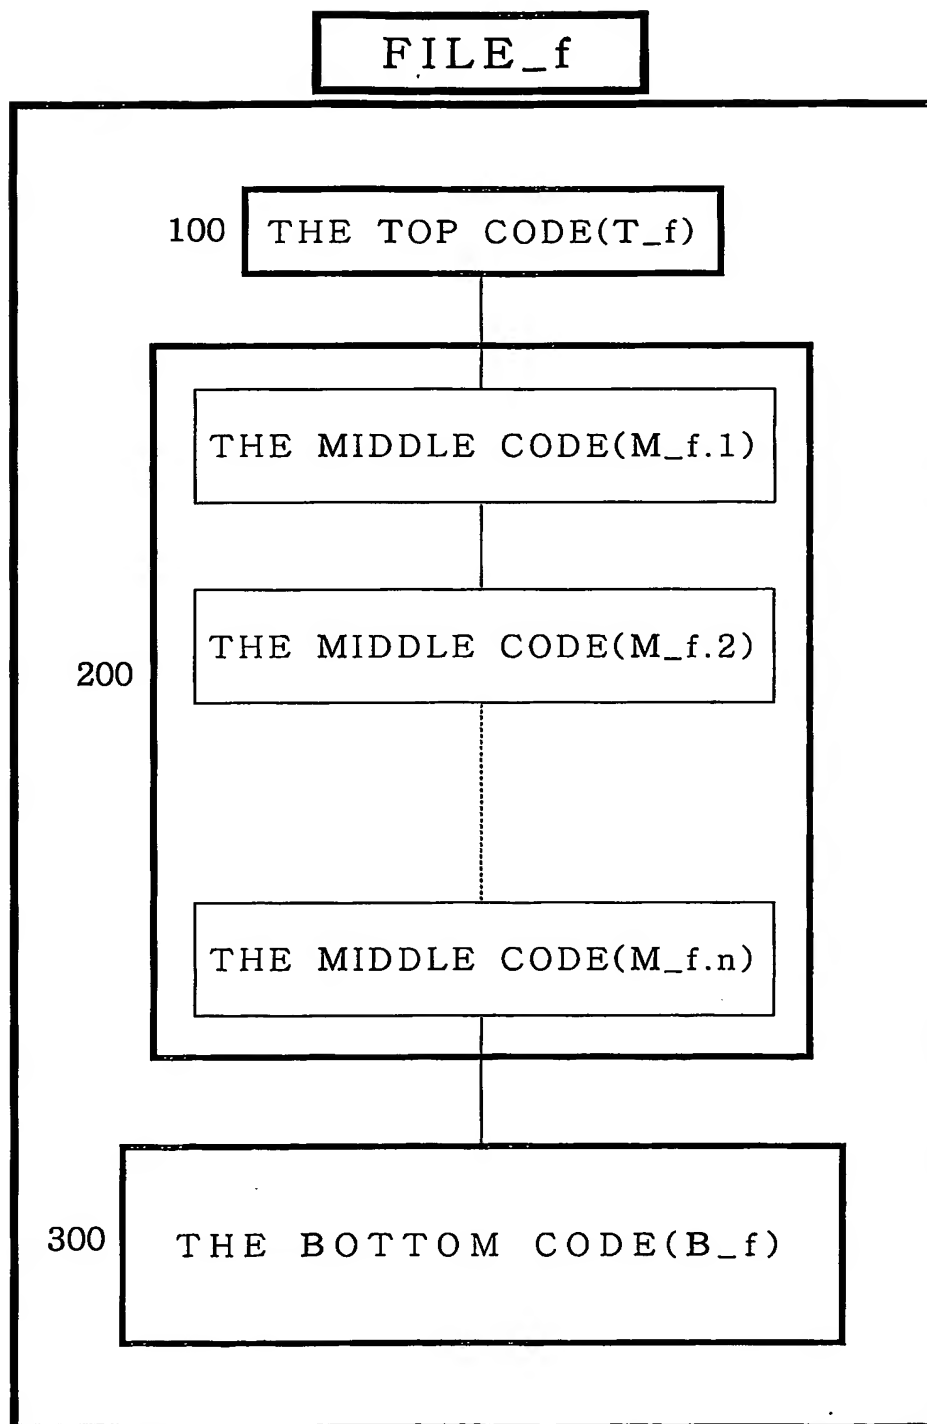 FILE_f
100
THE TOP CODE(T_f)
THE MIDDLE CODE(M_f.1)
THE MIDDLE CODE(M_f.2)
200
THE MIDDLE CODE(M_f.n)
300
THE BOTTOM CODE(B_f)